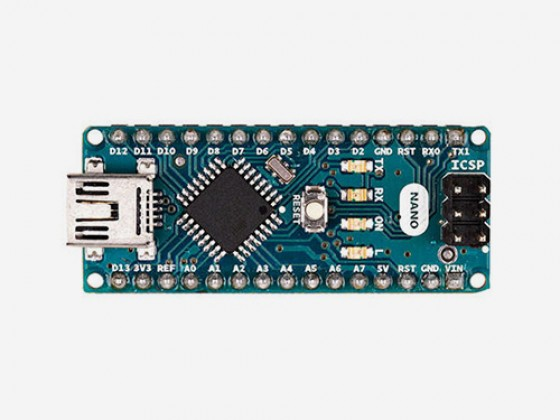 D12 D11 D10 D9 D8 D7 D6 D5 D4 D3 D2 GND RST RX0 TX1
ICSP
TX
RX
ON
L
RESET
NANO
D13 3V3 REF A0 A1 A2 A3 A4 A5 A6 A7 5V RST GND VIN